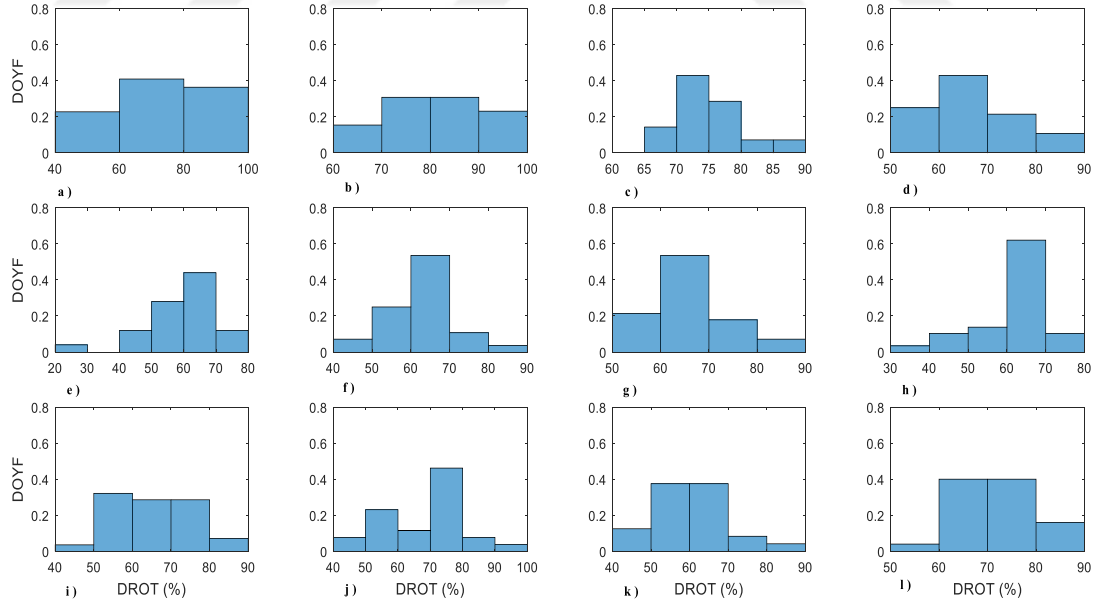 0.8 0.8 0.8 0.8
0.6 0.6 0.6 0.6
DOYF
0.4 0.4 0.4 0.4
0.2 0.2 0.2 0.2
0 0 0 0
40 60 80 100 60 70 80 90 100 60 65 70 75 80 85 90 50 60 70 80 90
a ) b ) c ) d )
0.8 0.8 0.8 0.8
0.6 0.6 0.6 0.6
DOYF
0.4 0.4 0.4 0.4
0.2 0.2 0.2 0.2
0 0 0 0
20 30 40 50 60 70 80 40 50 60 70 80 90 50 60 70 80 90 30 40 50 60 70 80
e ) f ) g ) h )
0.8 0.8 0.8 0.8
0.6 0.6 0.6 0.6
DOYF
0.4 0.4 0.4 0.4
0.2 0.2 0.2 0.2
0 0 0 0
40 50 60 70 80 90 40 50 60 70 80 90 100 40 50 60 70 80 90 50 60 70 80 90
i ) DROT (%) j ) DROT (%) k ) DROT (%) l ) DROT (%)